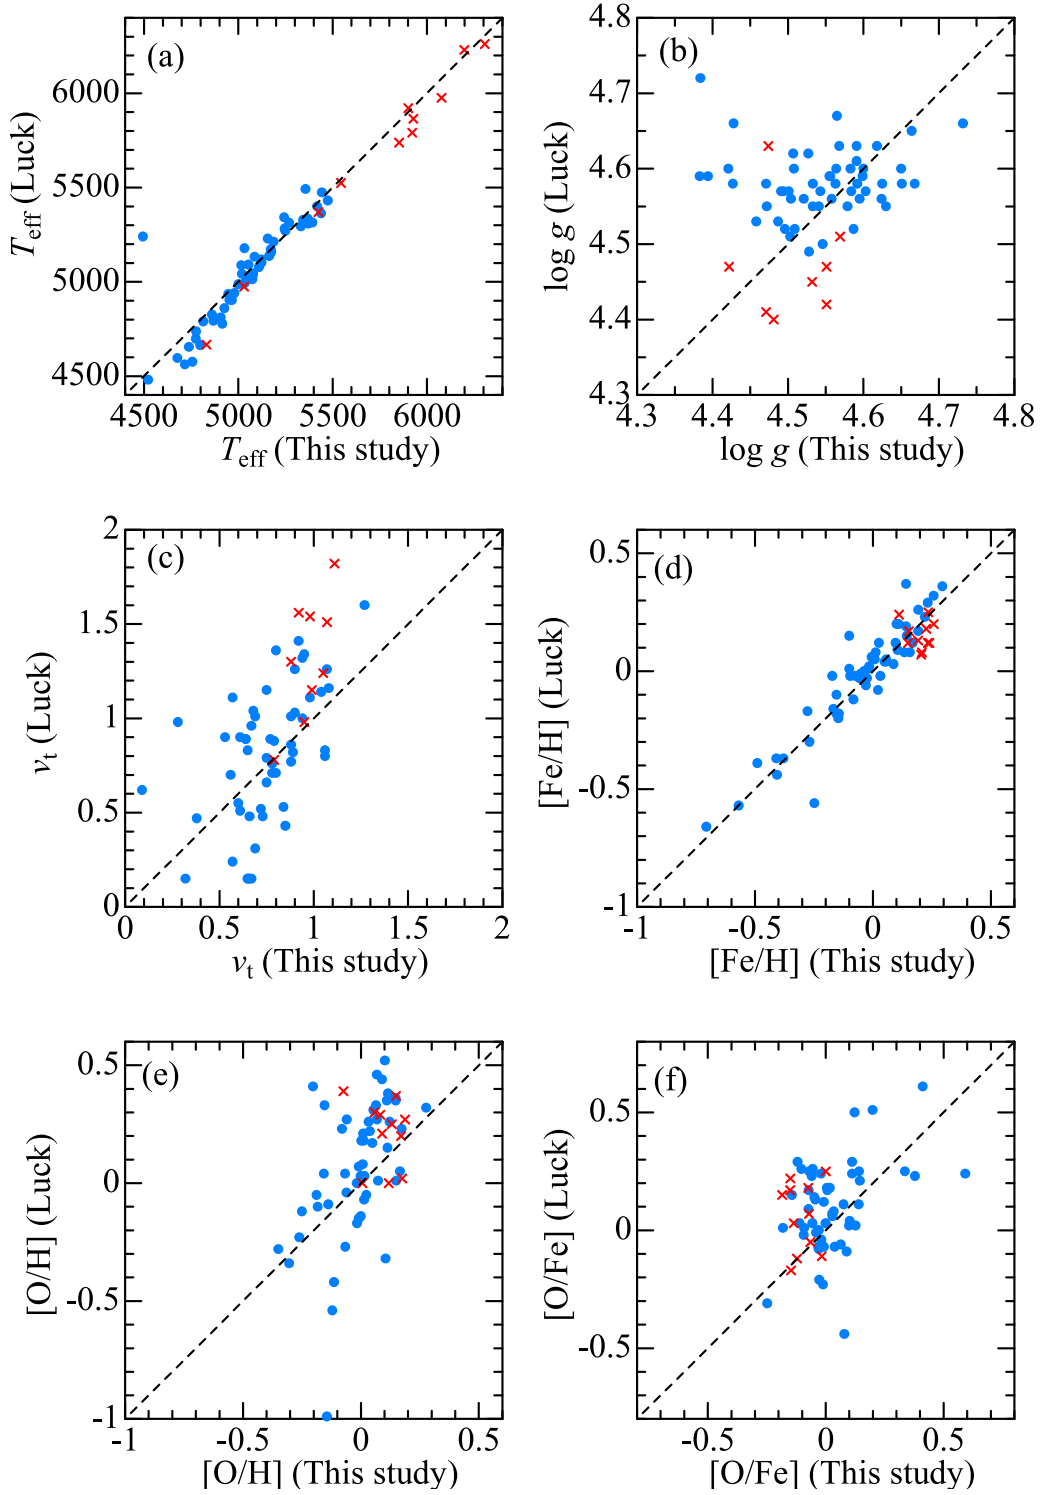 (a)
6000
5500
5000
4500
4500 5000 5500 6000
Teff (Luck)
Teff (This study)
(b)
4.8
4.7
4.6
4.5
4.4
4.3
4.3 4.4 4.5 4.6 4.7 4.8
log g (Luck)
log g (This study)
(c)
2
1.5
1
0.5
0
0 0.5 1 1.5 2
vt (Luck)
vt (This study)
(d)
0.5
0
-0.5
-1
-1 -0.5 0 0.5
[Fe/H] (Luck)
[Fe/H] (This study)
(e)
0.5
0
-0.5
-1
-1 -0.5 0 0.5
[O/H] (Luck)
[O/H] (This study)
(f)
0.5
0
-0.5
-0.5 0 0.5
[O/Fe] (Luck)
[O/Fe] (This study)